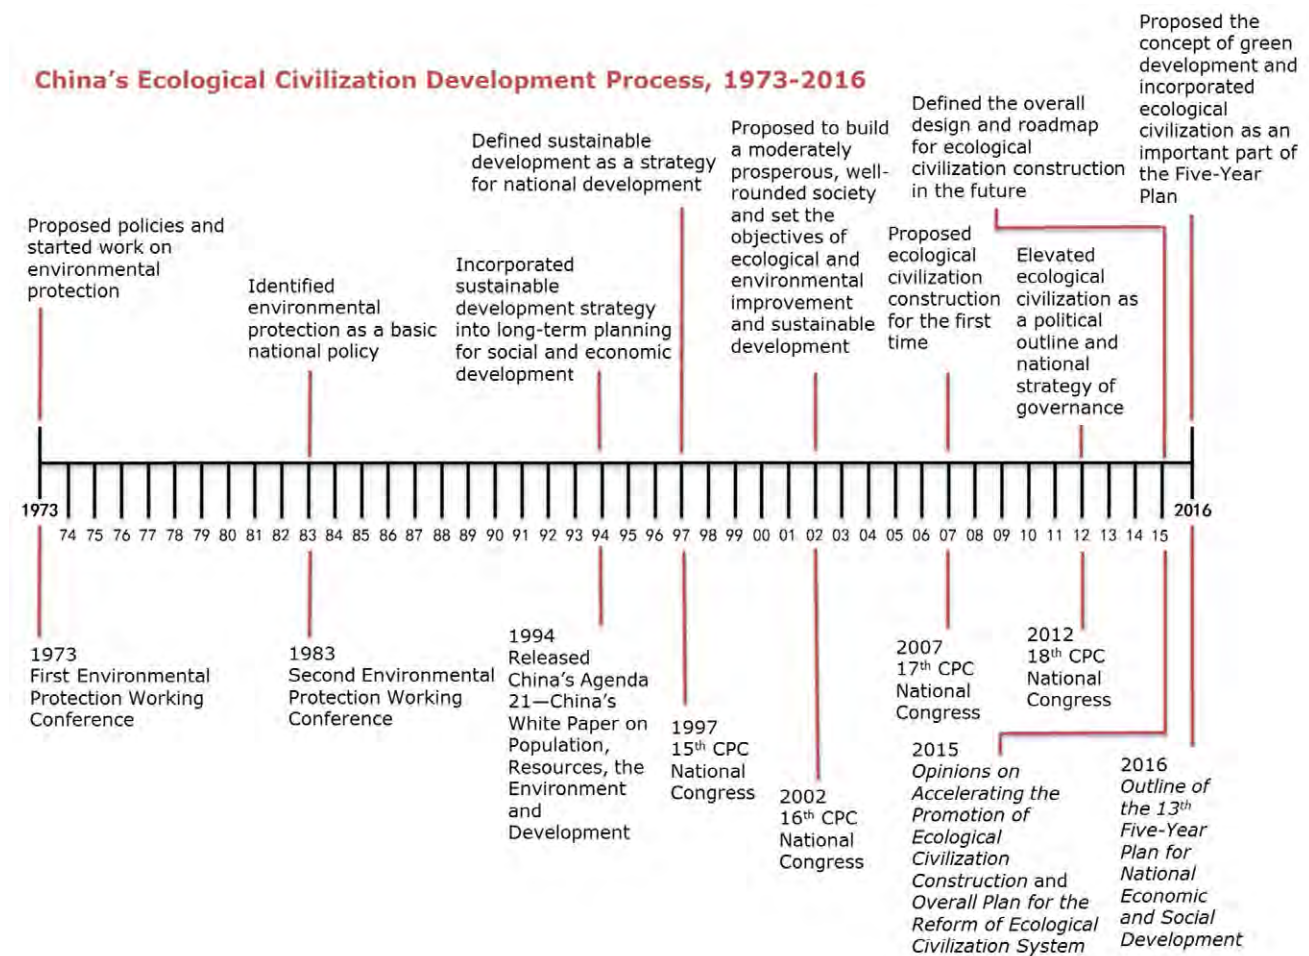 China's Ecological Civilization Development Process, 1973-2016
Proposed policies and
started work on
environmental
protection
Identified
environmental
protection as a basic
national policy
Incorporated
sustainable
development strategy
into long-term planning
for social and economic
development
Defined sustainable
development as a strategy
for national development
Proposed to build
a moderately
prosperous, well-
rounded society
and set the
objectives of
ecological and
environmental
improvement
and sustainable
development
Proposed
ecological
civilization
construction
for the first
time
Defined the overall
design and roadmap
for ecological
civilization construction
in the future
Elevated
ecological
civilization as
a political
outline and
national
strategy of
governance
Proposed the
concept of green
development and
incorporated
ecological
civilization as an
important part of
the Five-Year
Plan
1973 2016
74 75 76 77 78 79 80 81 82 83 84 85 86 87 88 89 90 91 92 93 94 95 96 97 98 99 00 01 02 03 04 05 06 07 08 09 10 11 12 13 14 15
1973
First Environmental
Protection Working
Conference
1983
Second Environmental
Protection Working
Conference
1994
Released
China's Agenda
21—China's
White Paper on
Population,
Resources, the
Environment
and
Development
1997
15th CPC
National
Congress
2002
16th CPC
National
Congress
2007
17th CPC
National
Congress
2012
18th CPC
National
Congress
2015
Opinions on
Accelerating the
Promotion of
Ecological
Civilization
Construction and
Overall Plan for the
Reform of Ecological
Civilization System
2016
Outline of
the 13th
Five-Year
Plan for
National
Economic
and Social
Development